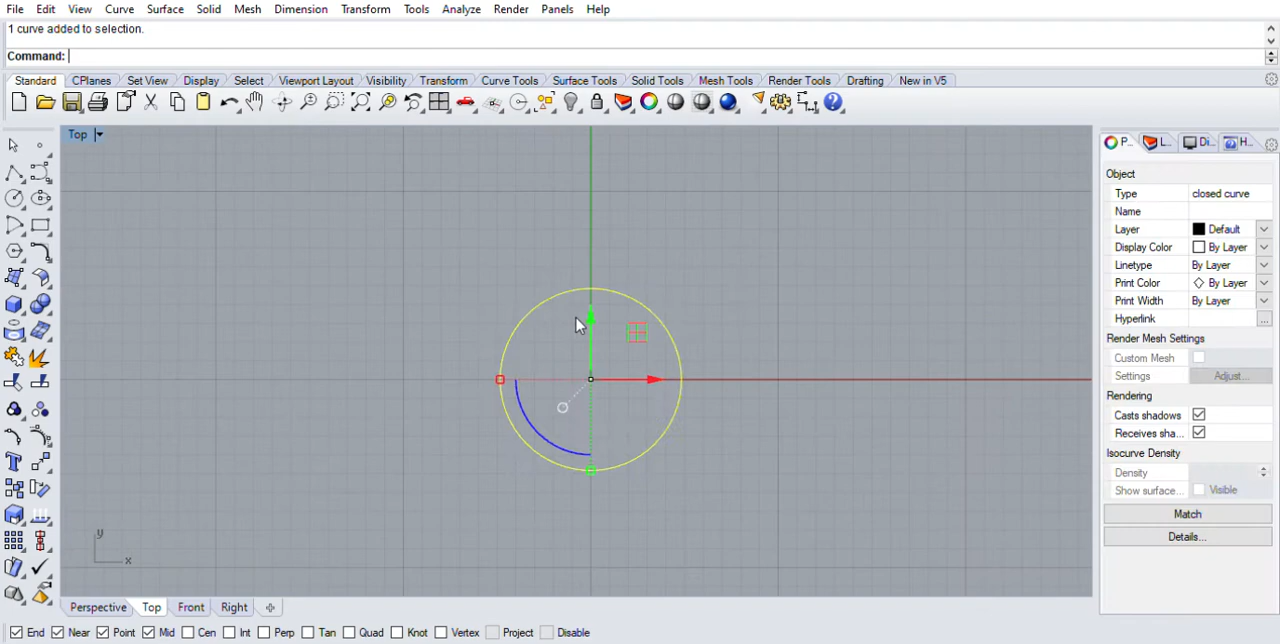 File Edit View Curve Surface Solid Mesh Dimension Transform Tools Analyze Render Panels Help
1 curve added to selection.
Command:
Standard CPlanes Set View Display Select Viewport Layout Visibility Transform Curve Tools Surface Tools Solid Tools Mesh Tools Render Tools Drafting New in V5
Top
P... L... Di... H...
Object
Type closed curve
Name
Layer Default
Display Color By Layer
Linetype By Layer
Print Color By Layer
Print Width By Layer
Hyperlink ...
Render Mesh Settings
Custom Mesh
Settings Adjust...
Rendering
Casts shadows
Receives sha...
Isocurve Density
Density
Show surface... Visible
Match
Details...
y
x
Perspective Top Front Right
End Near Point Mid Cen Int Perp Tan Quad Knot Vertex Project Disable